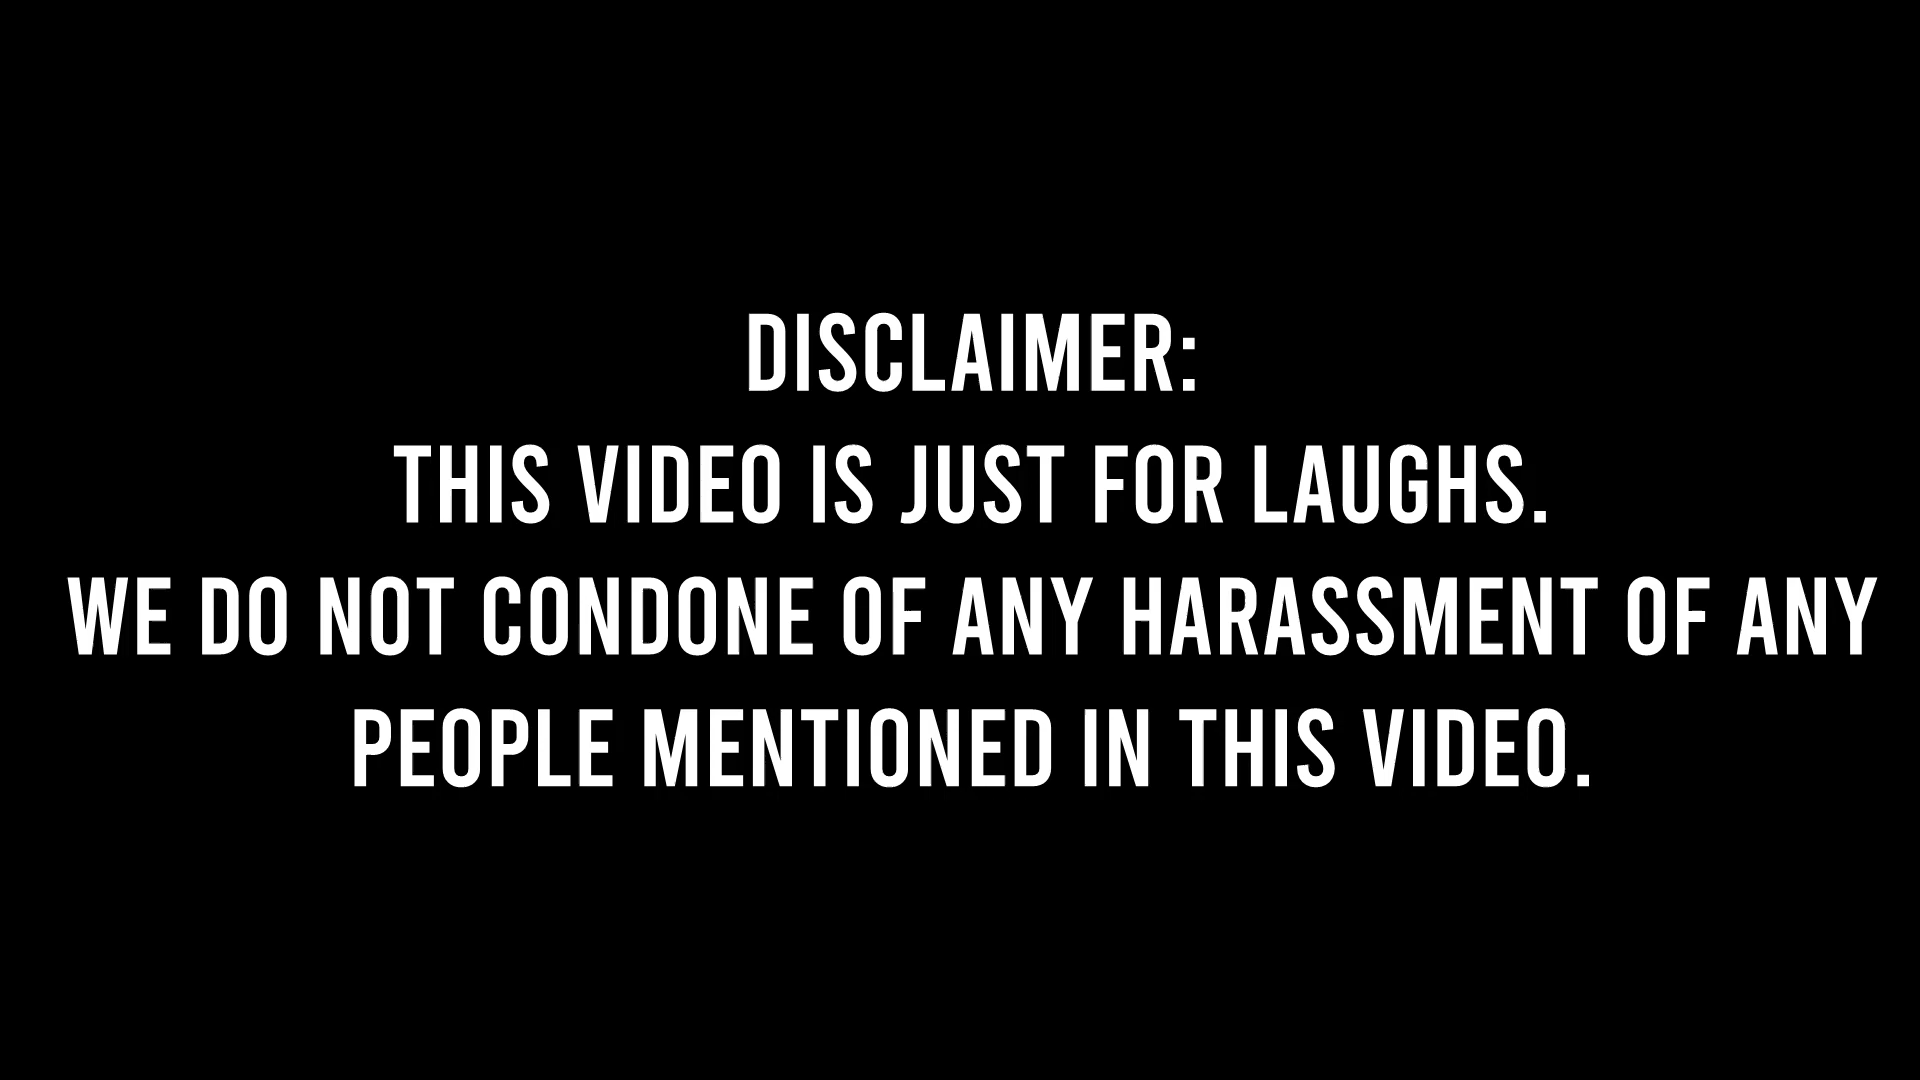 DISCLAIMER:
THIS VIDEO IS JUST FOR LAUGHS.
WE DO NOT CONDONE OF ANY HARASSMENT OF ANY
PEOPLE MENTIONED IN THIS VIDEO.